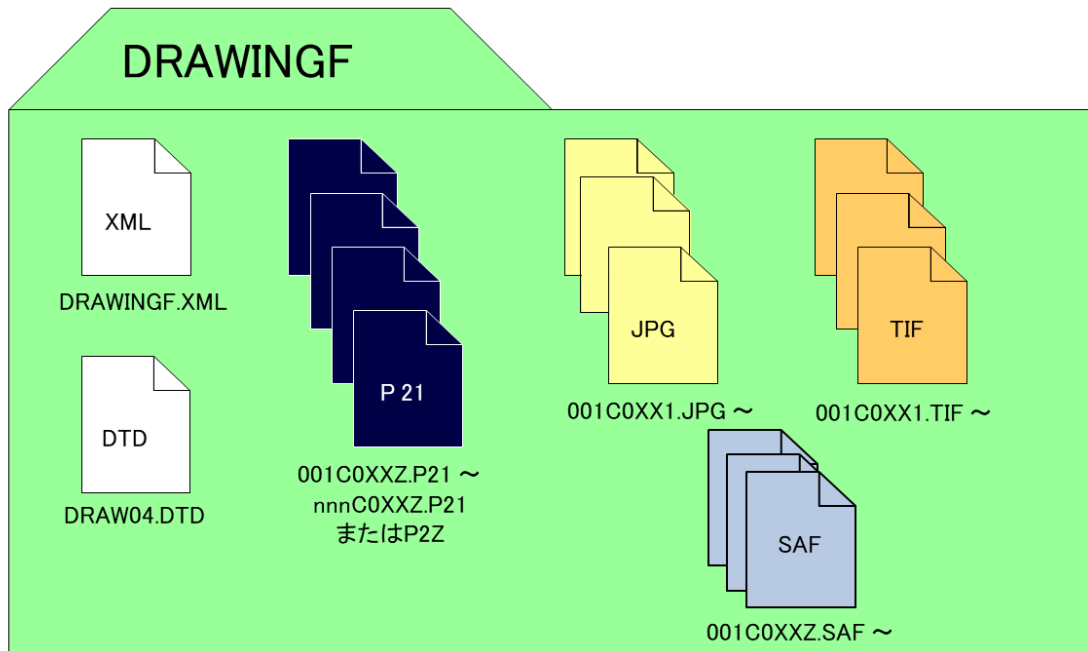 DRAWINGF
XML
DRAWINGF.XML
DTD
DRAW04.DTD
P 21
001C0XXZ.P21 ～
nnnC0XXZ.P21
またはP2Z
JPG
001C0XX1.JPG ～
TIF
001C0XX1.TIF ～
SAF
001C0XXZ.SAF ～